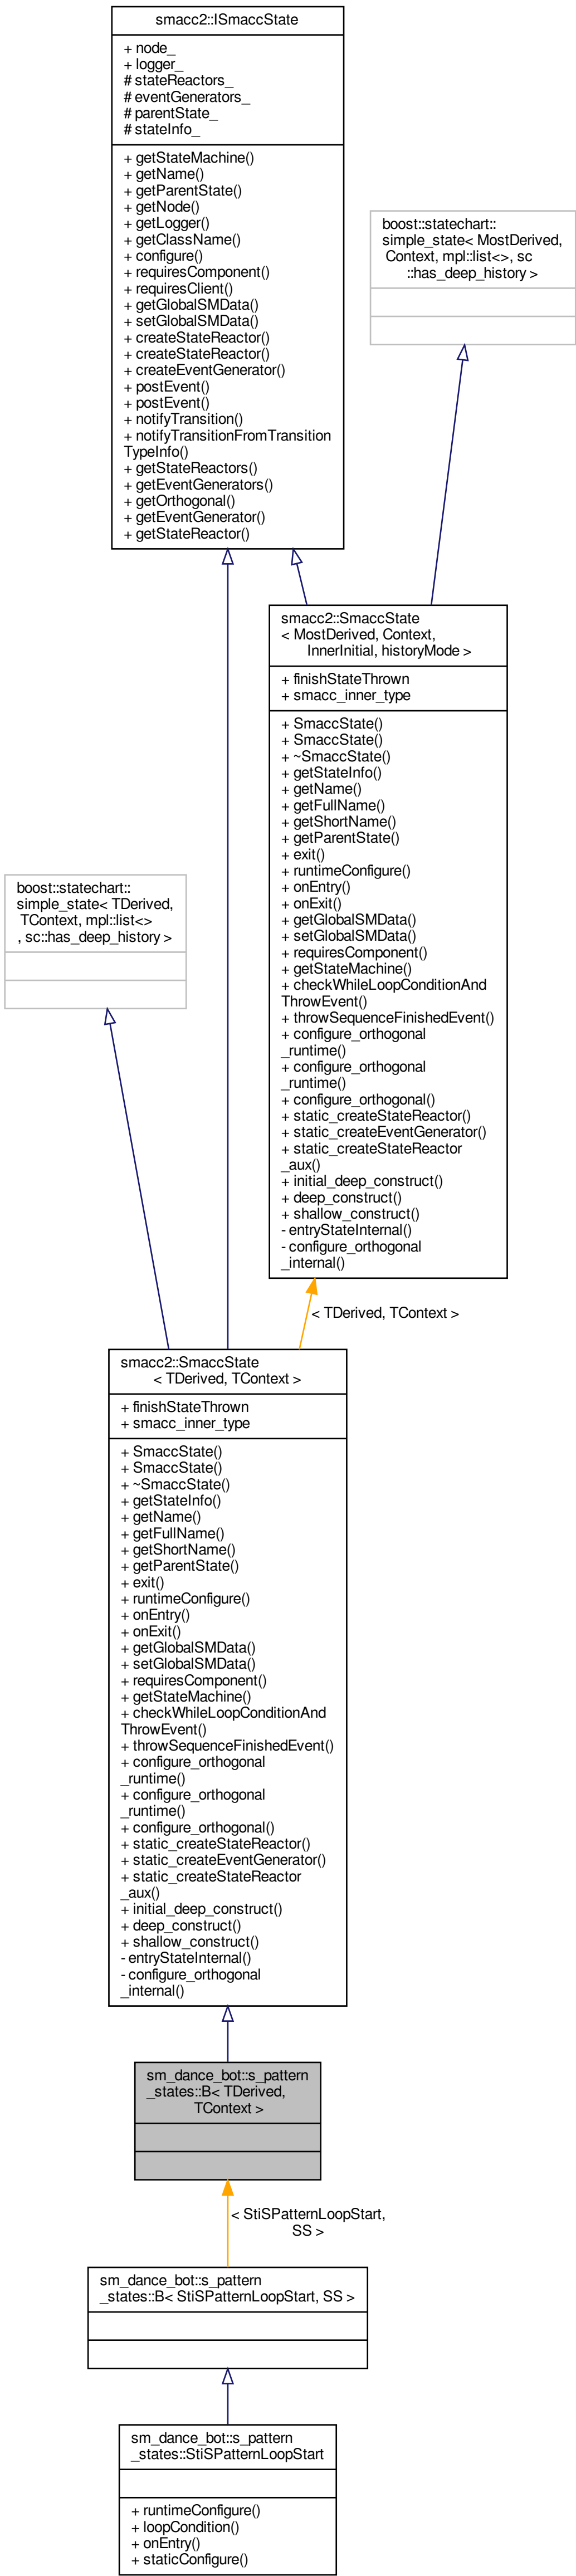 smacc2::ISmaccState
+ node_
+ logger_
# stateReactors_
# eventGenerators_
# parentState_
# stateInfo_
+ getStateMachine()
+ getName()
+ getParentState()
+ getNode()
+ getLogger()
+ getClassName()
+ configure()
+ requiresComponent()
+ requiresClient()
+ getGlobalSMData()
+ setGlobalSMData()
+ createStateReactor()
+ createStateReactor()
+ createEventGenerator()
+ postEvent()
+ postEvent()
+ notifyTransition()
+ notifyTransitionFromTransition
TypeInfo()
+ getStateReactors()
+ getEventGenerators()
+ getOrthogonal()
+ getEventGenerator()
+ getStateReactor()
boost::statechart::
simple_state< MostDerived,
Context, mpl::list<>, sc
::has_deep_history >
smacc2::SmaccState
< MostDerived, Context,
InnerInitial, historyMode >
+ finishStateThrown
+ smacc_inner_type
+ SmaccState()
+ SmaccState()
+ ~SmaccState()
+ getStateInfo()
+ getName()
+ getFullName()
+ getShortName()
+ getParentState()
+ exit()
+ runtimeConfigure()
+ onEntry()
+ onExit()
+ getGlobalSMData()
+ setGlobalSMData()
+ requiresComponent()
+ getStateMachine()
+ checkWhileLoopConditionAnd
ThrowEvent()
+ throwSequenceFinishedEvent()
+ configure_orthogonal
_runtime()
+ configure_orthogonal
_runtime()
+ configure_orthogonal()
+ static_createStateReactor()
+ static_createEventGenerator()
+ static_createStateReactor
_aux()
+ initial_deep_construct()
+ deep_construct()
+ shallow_construct()
- entryStateInternal()
- configure_orthogonal
_internal()
boost::statechart::
simple_state< TDerived,
TContext, mpl::list<>
, sc::has_deep_history >
< TDerived, TContext >
smacc2::SmaccState
< TDerived, TContext >
+ finishStateThrown
+ smacc_inner_type
+ SmaccState()
+ SmaccState()
+ ~SmaccState()
+ getStateInfo()
+ getName()
+ getFullName()
+ getShortName()
+ getParentState()
+ exit()
+ runtimeConfigure()
+ onEntry()
+ onExit()
+ getGlobalSMData()
+ setGlobalSMData()
+ requiresComponent()
+ getStateMachine()
+ checkWhileLoopConditionAnd
ThrowEvent()
+ throwSequenceFinishedEvent()
+ configure_orthogonal
_runtime()
+ configure_orthogonal
_runtime()
+ configure_orthogonal()
+ static_createStateReactor()
+ static_createEventGenerator()
+ static_createStateReactor
_aux()
+ initial_deep_construct()
+ deep_construct()
+ shallow_construct()
- entryStateInternal()
- configure_orthogonal
_internal()
sm_dance_bot::s_pattern
_states::B< TDerived,
TContext >
< StiSPatternLoopStart,
SS >
sm_dance_bot::s_pattern
_states::B< StiSPatternLoopStart, SS >
sm_dance_bot::s_pattern
_states::StiSPatternLoopStart
+ runtimeConfigure()
+ loopCondition()
+ onEntry()
+ staticConfigure()